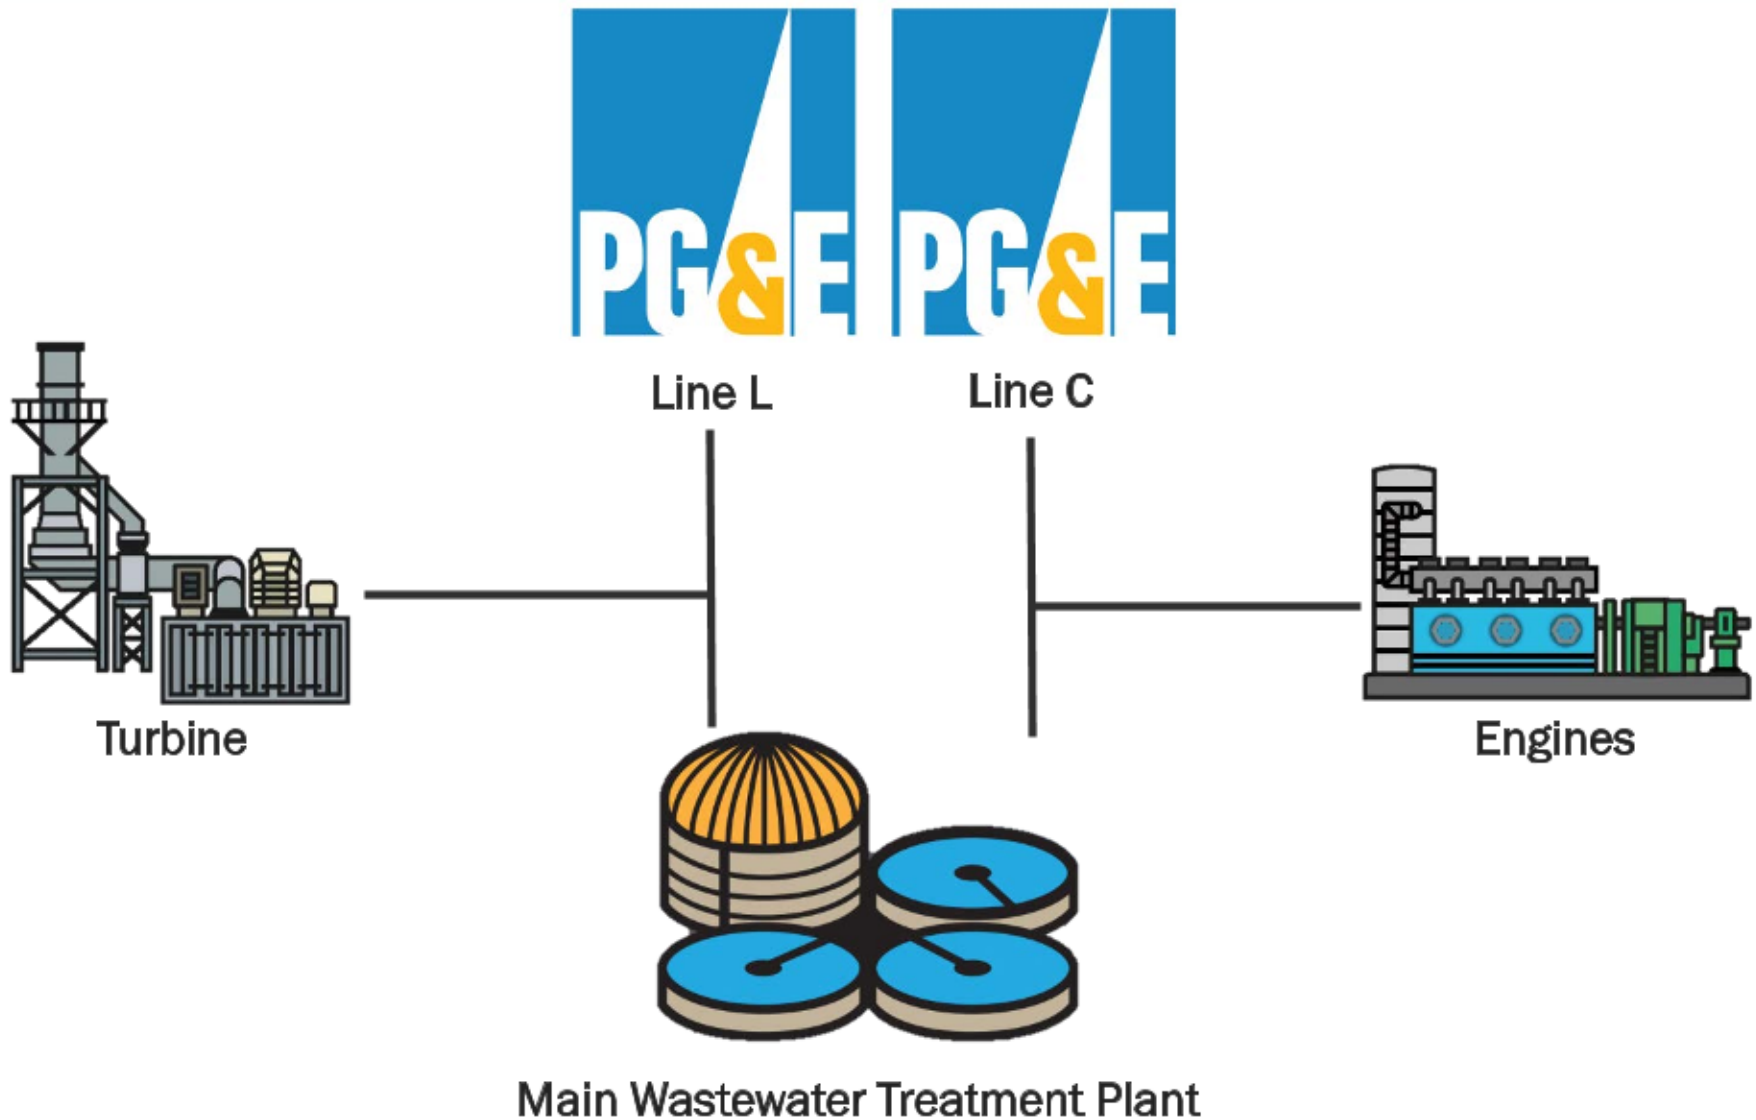 PG&E PG&E
Line L Line C
Turbine Engines
Main Wastewater Treatment Plant